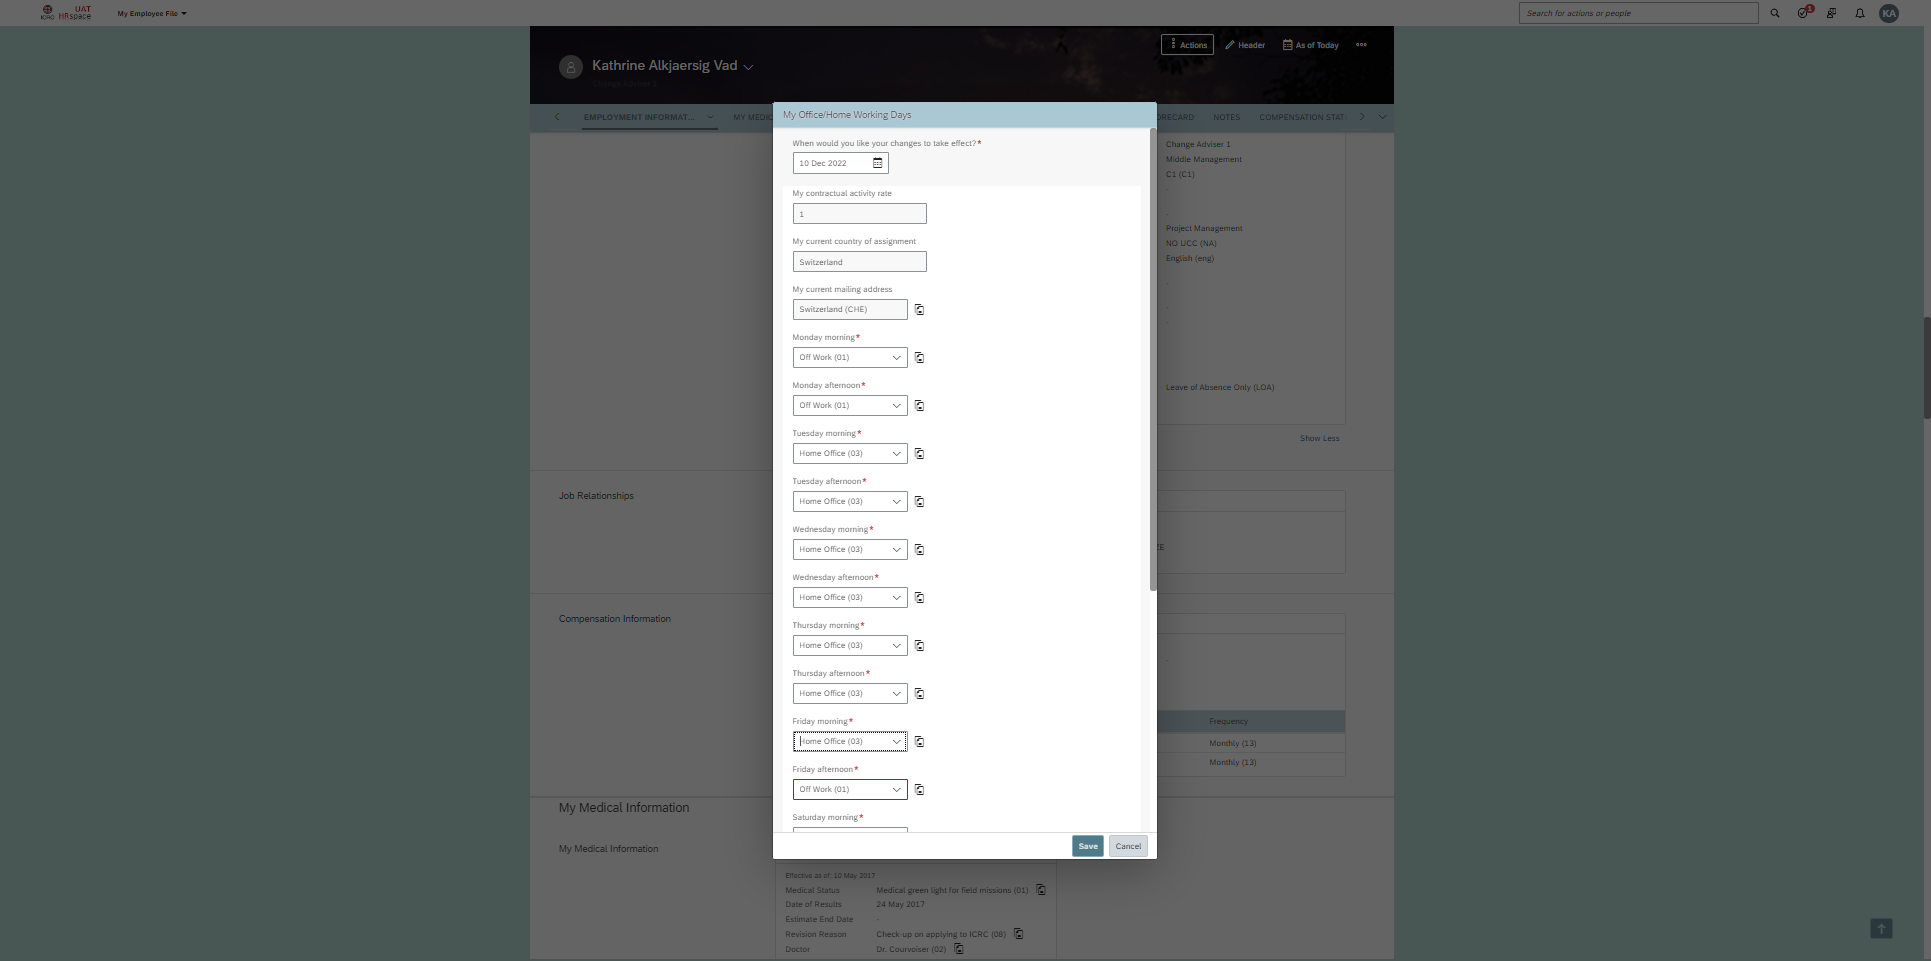 ICRC
UAT
HRspace
My Employee File
Search for actions or people
1
KA
Kathrine Alkjaersig Vad
Change Adviser 1
Actions
Header
As of Today
EMPLOYMENT INFORMAT...
MY MEDIC
ORECARD
NOTES
COMPENSATION STAT
My Office/Home Working Days
When would you like your changes to take effect?*
10 Dec 2022
My contractual activity rate
1
My current country of assignment
Switzerland
My current mailing address
Switzerland (CHE)
Monday morning*
Off Work (01)
Monday afternoon*
Off Work (01)
Tuesday morning*
Home Office (03)
Tuesday afternoon*
Home Office (03)
Wednesday morning*
Home Office (03)
Wednesday afternoon*
Home Office (03)
Thursday morning*
Home Office (03)
Thursday afternoon*
Home Office (03)
Friday morning*
Home Office (03)
Friday afternoon*
Off Work (01)
Saturday morning*
Save
Cancel
Change Adviser 1
Middle Management
C1 (C1)
-
-
Project Management
NO UCC (NA)
English (eng)
-
-
-
Leave of Absence Only (LOA)
Show Less
Job Relationships
ZE
Compensation Information
-
Frequency
Monthly (13)
Monthly (13)
My Medical Information
My Medical Information
Effective as of: 10 May 2017
Medical Status Medical green light for field missions (01)
Date of Results 24 May 2017
Estimate End Date -
Revision Reason Check-up on applying to ICRC (08)
Doctor Dr. Courvoiser (02)